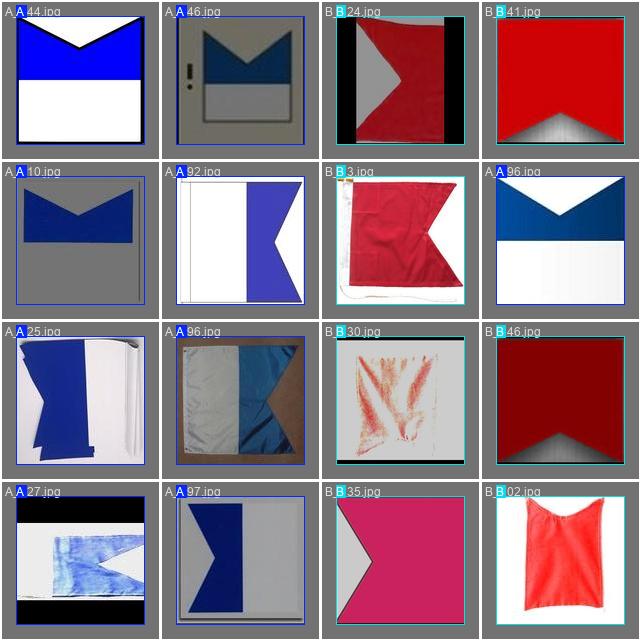 A_A 44.jpg
A_A 46.jpg
B_B 24.jpg
B_B 41.jpg
A_A 10.jpg
A_A 92.jpg
B_B 3.jpg
A_A 96.jpg
A_A 25.jpg
A_A 96.jpg
B_B 30.jpg
B_B 46.jpg
A_A 27.jpg
A_A 97.jpg
B_B 35.jpg
B_B 02.jpg